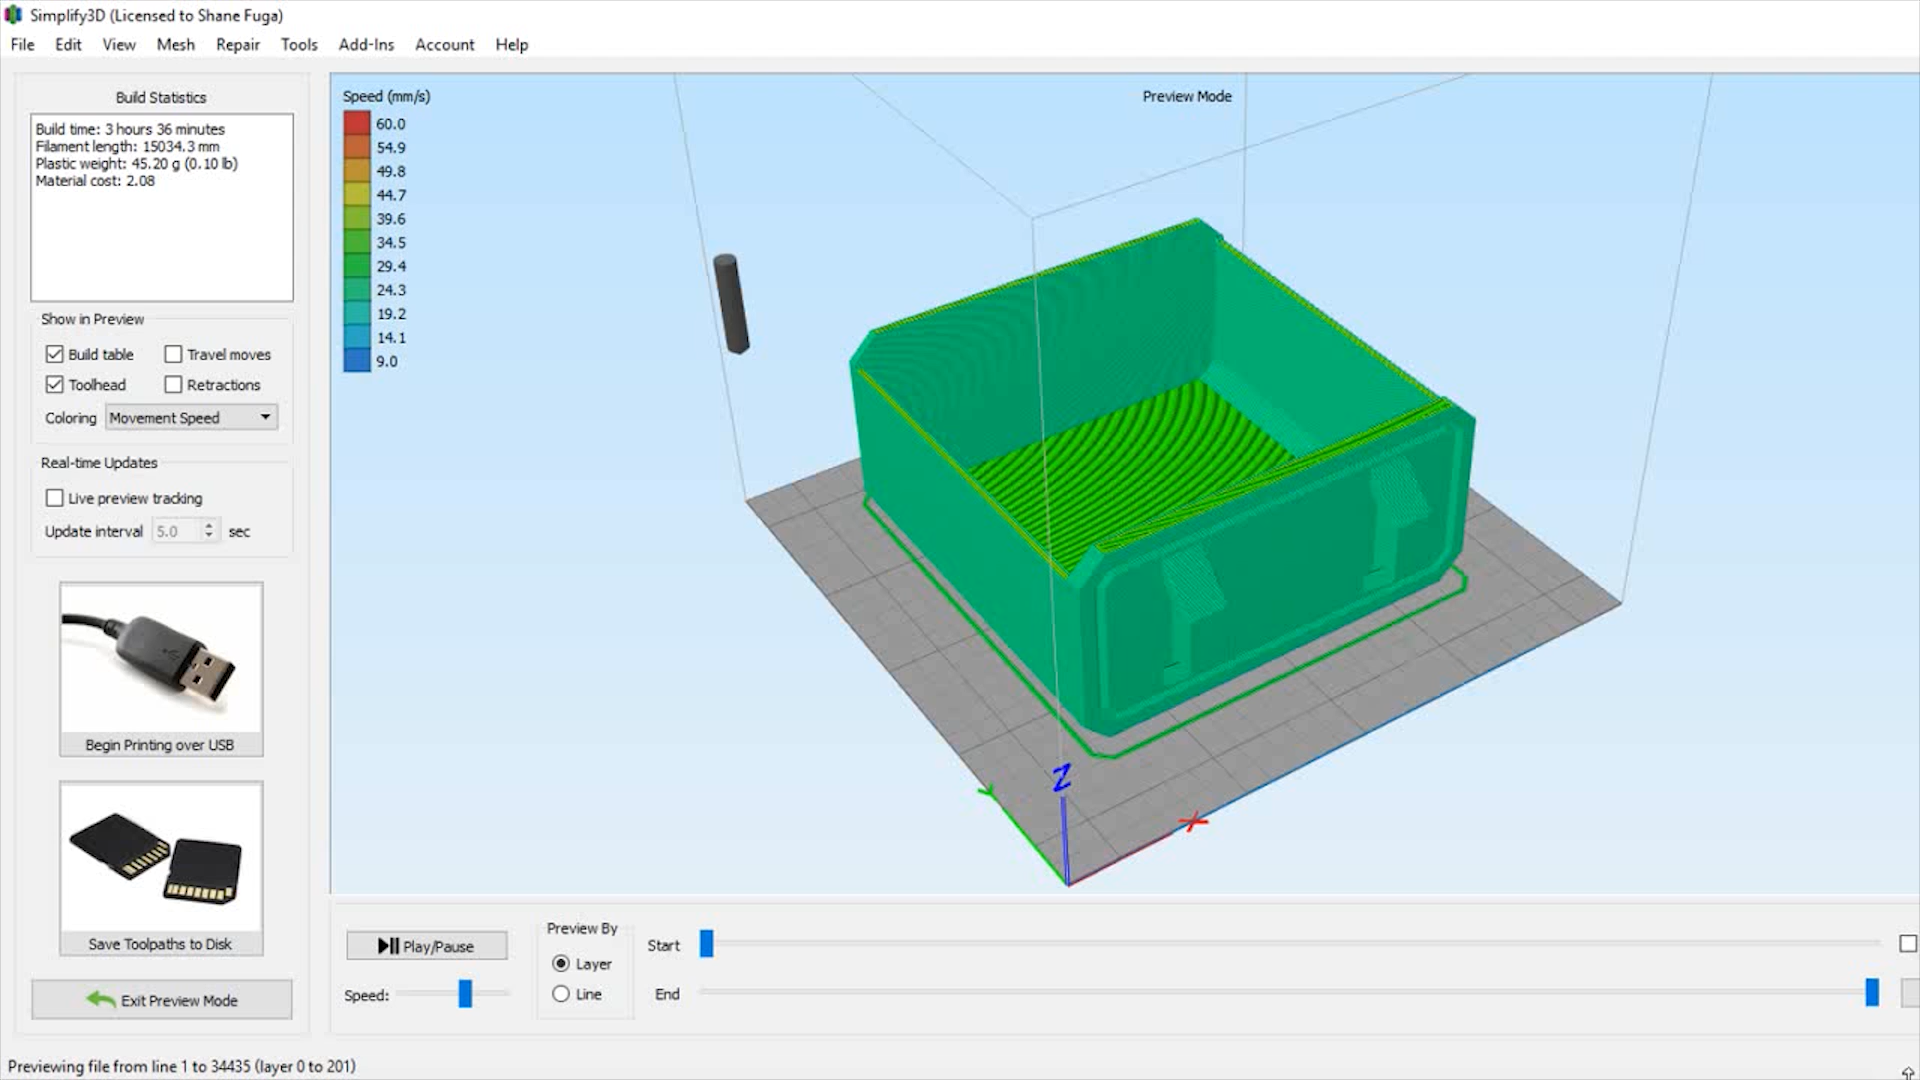 Simplify3D (Licensed to Shane Fuga)
File Edit View Mesh Repair Tools Add-Ins Account Help
Build Statistics
Build time: 3 hours 36 minutes
Filament length: 15034.3 mm
Plastic weight: 45.20 g (0.10 lb)
Material cost: 2.08
Show in Preview
Build table Travel moves
Toolhead Retractions
Coloring Movement Speed
Real-time Updates
Live preview tracking
Update interval 5.0 sec
Begin Printing over USB
Save Toolpaths to Disk
Exit Preview Mode
Speed (mm/s)
60.0
54.9
49.8
44.7
39.6
34.5
29.4
24.3
19.2
14.1
9.0
Preview Mode
Z
X
Y
Play/Pause
Speed:
Preview By
Layer
Line
Start
End
Previewing file from line 1 to 34435 (layer 0 to 201)